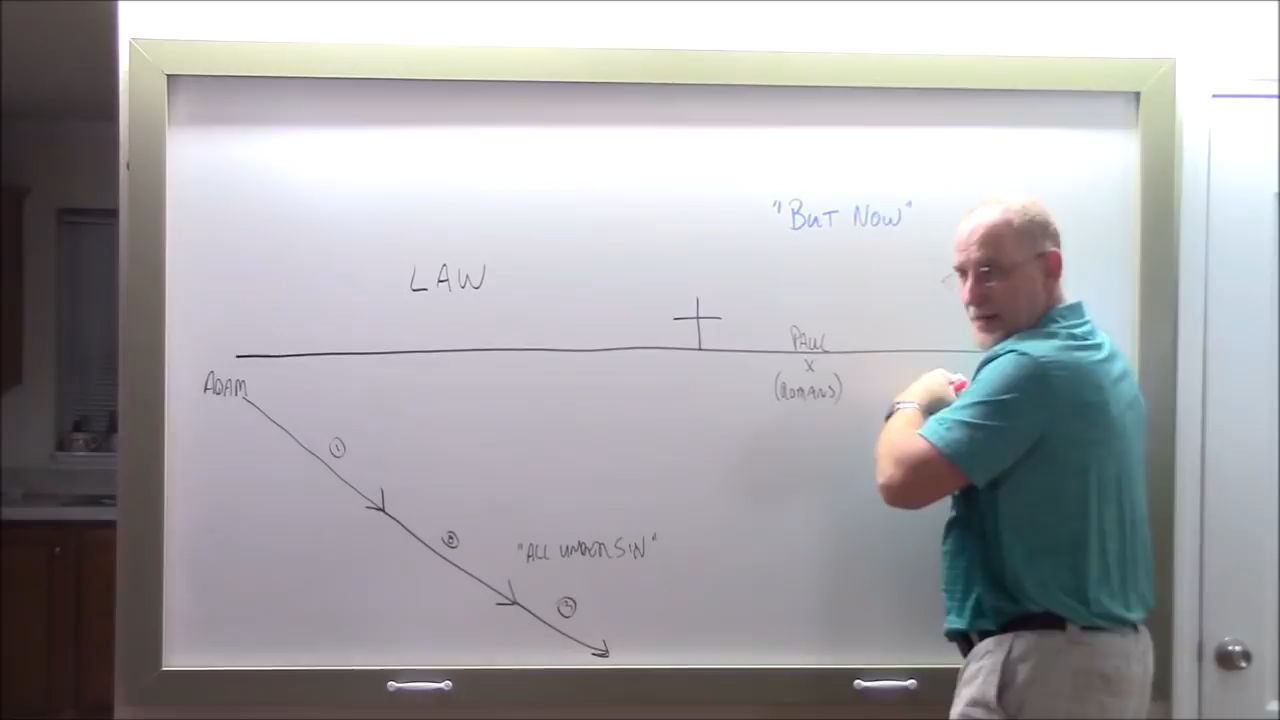 "BUT NOW"
LAW
PAUL
ADAM
X
(ROMANS)
1
2
"ALL UNDER SIN"
3